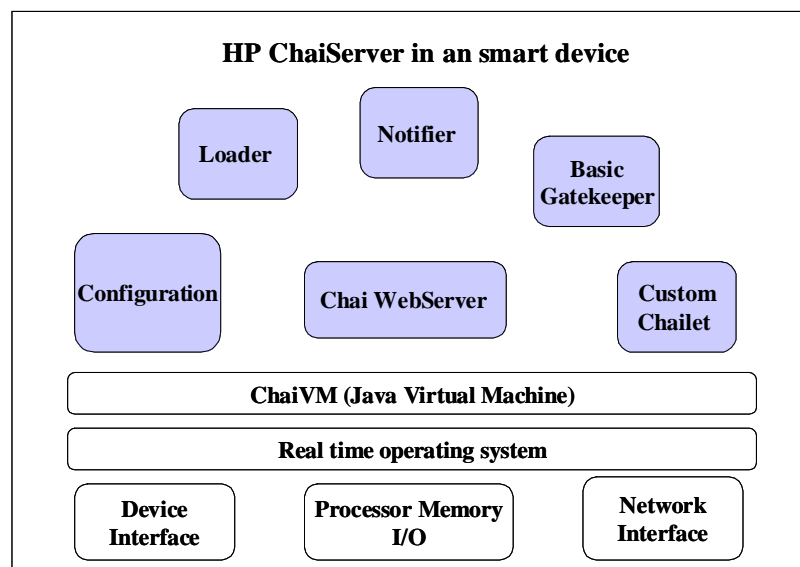 HP ChaiServer in an smart device
Notifier
Loader
Basic
Gatekeeper
Configuration
Chai WebServer
Custom
Chailet
ChaiVM (Java Virtual Machine)
Real time operating system
Device
Interface
Processor Memory
I/O
Network
Interface